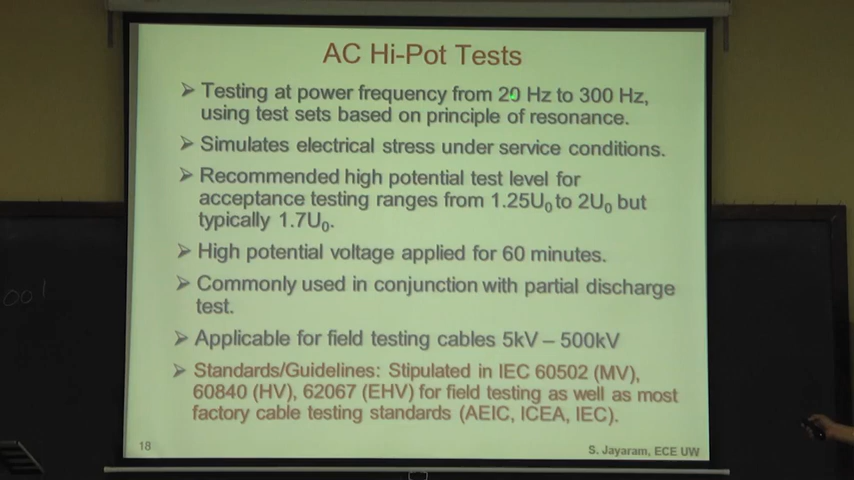 AC Hi-Pot Tests
➢ Testing at power frequency from 20 Hz to 300 Hz,
using test sets based on principle of resonance.
➢ Simulates electrical stress under service conditions.
➢ Recommended high potential test level for
acceptance testing ranges from 1.25U₀ to 2U₀ but
typically 1.7U₀.
➢ High potential voltage applied for 60 minutes.
➢ Commonly used in conjunction with partial discharge
test.
➢ Applicable for field testing cables 5kV – 500kV
➢ Standards/Guidelines: Stipulated in IEC 60502 (MV),
60840 (HV), 62067 (EHV) for field testing as well as most
factory cable testing standards (AEIC, ICEA, IEC).
18
S. Jayaram, ECE UW